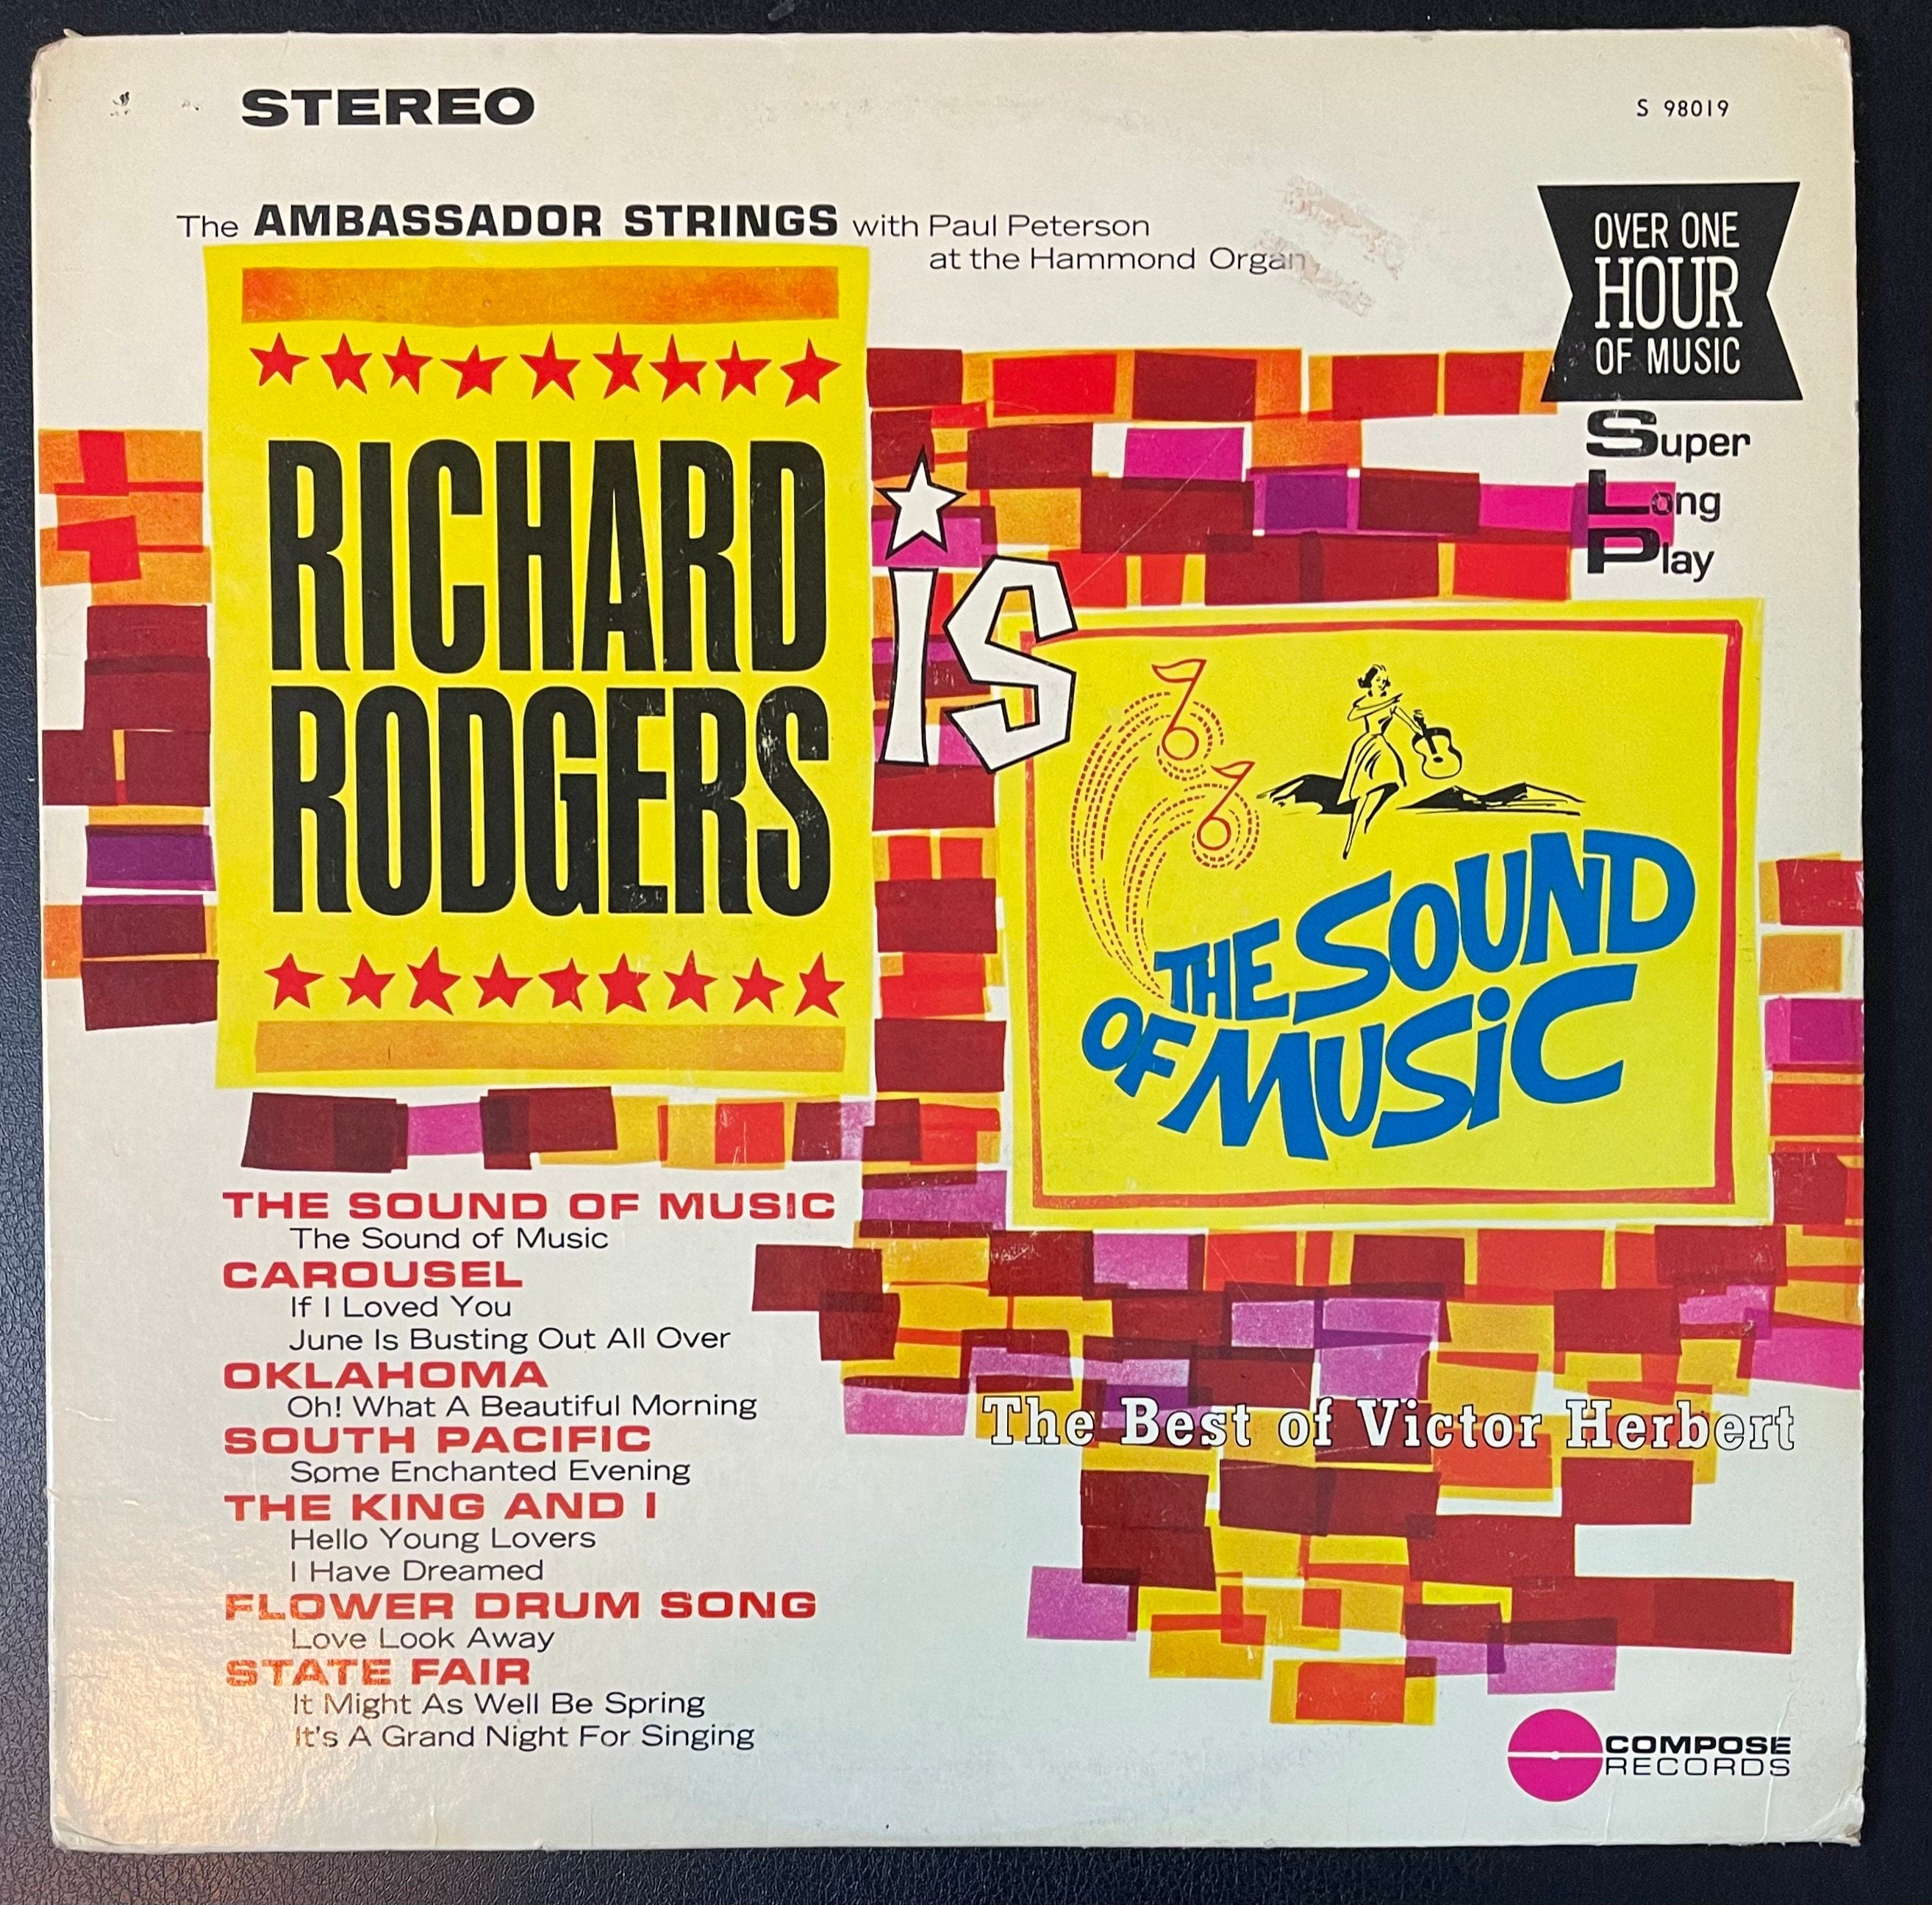 STEREO
S 98019
The AMBASSADOR STRINGS with Paul Peterson
at the Hammond Organ
OVER ONE
HOUR
OF MUSIC
Super
Long
Play
RICHARD
RODGERS
is
THE SOUND
OF MUSiC
THE SOUND OF MUSIC
The Sound of Music
CAROUSEL
If I Loved You
June Is Busting Out All Over
OKLAHOMA
Oh! What A Beautiful Morning
SOUTH PACIFIC
Some Enchanted Evening
THE KING AND I
Hello Young Lovers
I Have Dreamed
FLOWER DRUM SONG
Love Look Away
STATE FAIR
It Might As Well Be Spring
It's A Grand Night For Singing
The Best of Victor Herbert
COMPOSE
RECORDS